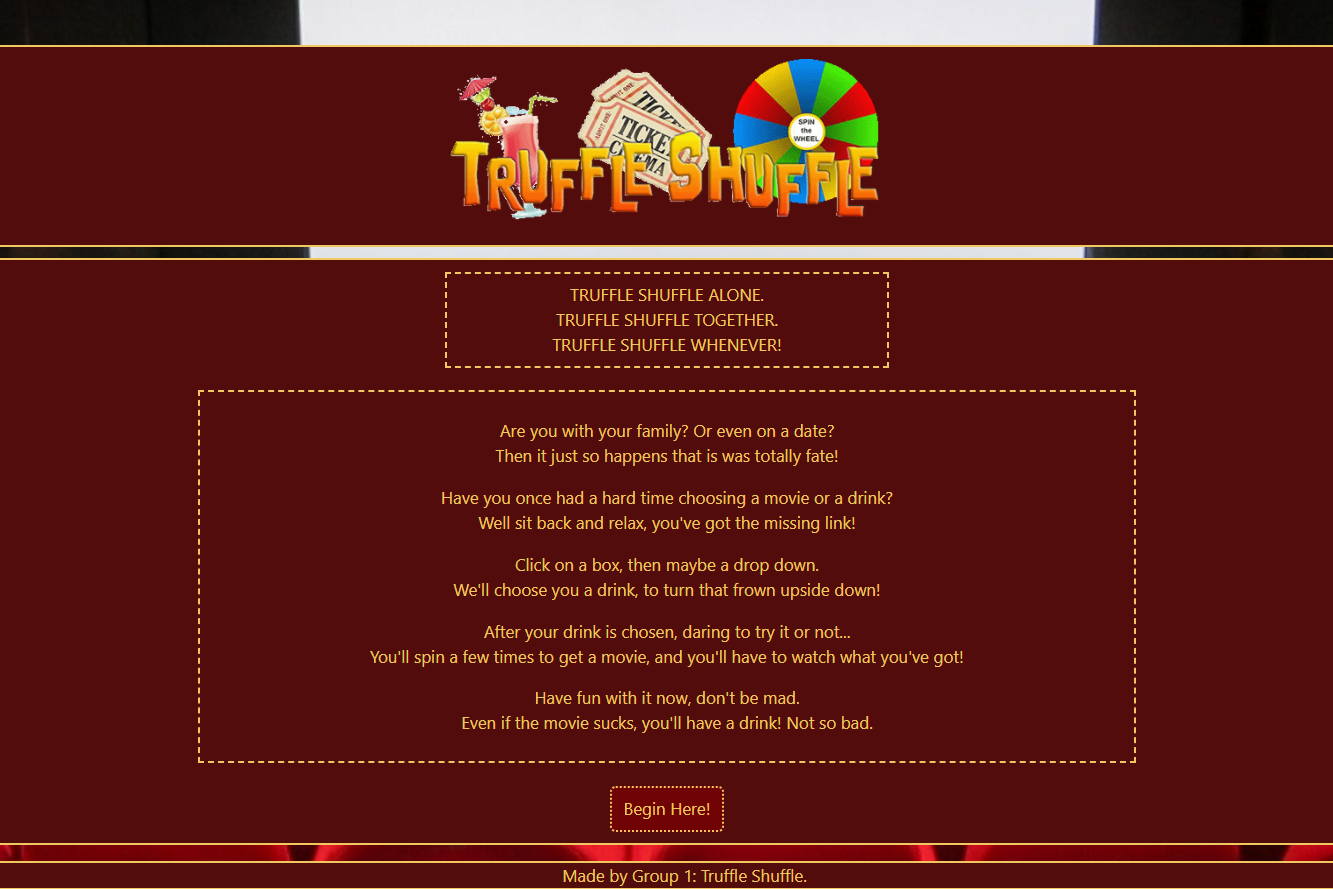 ADMIT ONE
TICKE
TICKE
CINEMA
SPIN
the
WHEEL
TRUFFLE SHUFFLE
TRUFFLE SHUFFLE ALONE.
TRUFFLE SHUFFLE TOGETHER.
TRUFFLE SHUFFLE WHENEVER!
Are you with your family? Or even on a date?
Then it just so happens that is was totally fate!
Have you once had a hard time choosing a movie or a drink?
Well sit back and relax, you've got the missing link!
Click on a box, then maybe a drop down.
We'll choose you a drink, to turn that frown upside down!
After your drink is chosen, daring to try it or not...
You'll spin a few times to get a movie, and you'll have to watch what you've got!
Have fun with it now, don't be mad.
Even if the movie sucks, you'll have a drink! Not so bad.
Begin Here!
Made by Group 1: Truffle Shuffle.